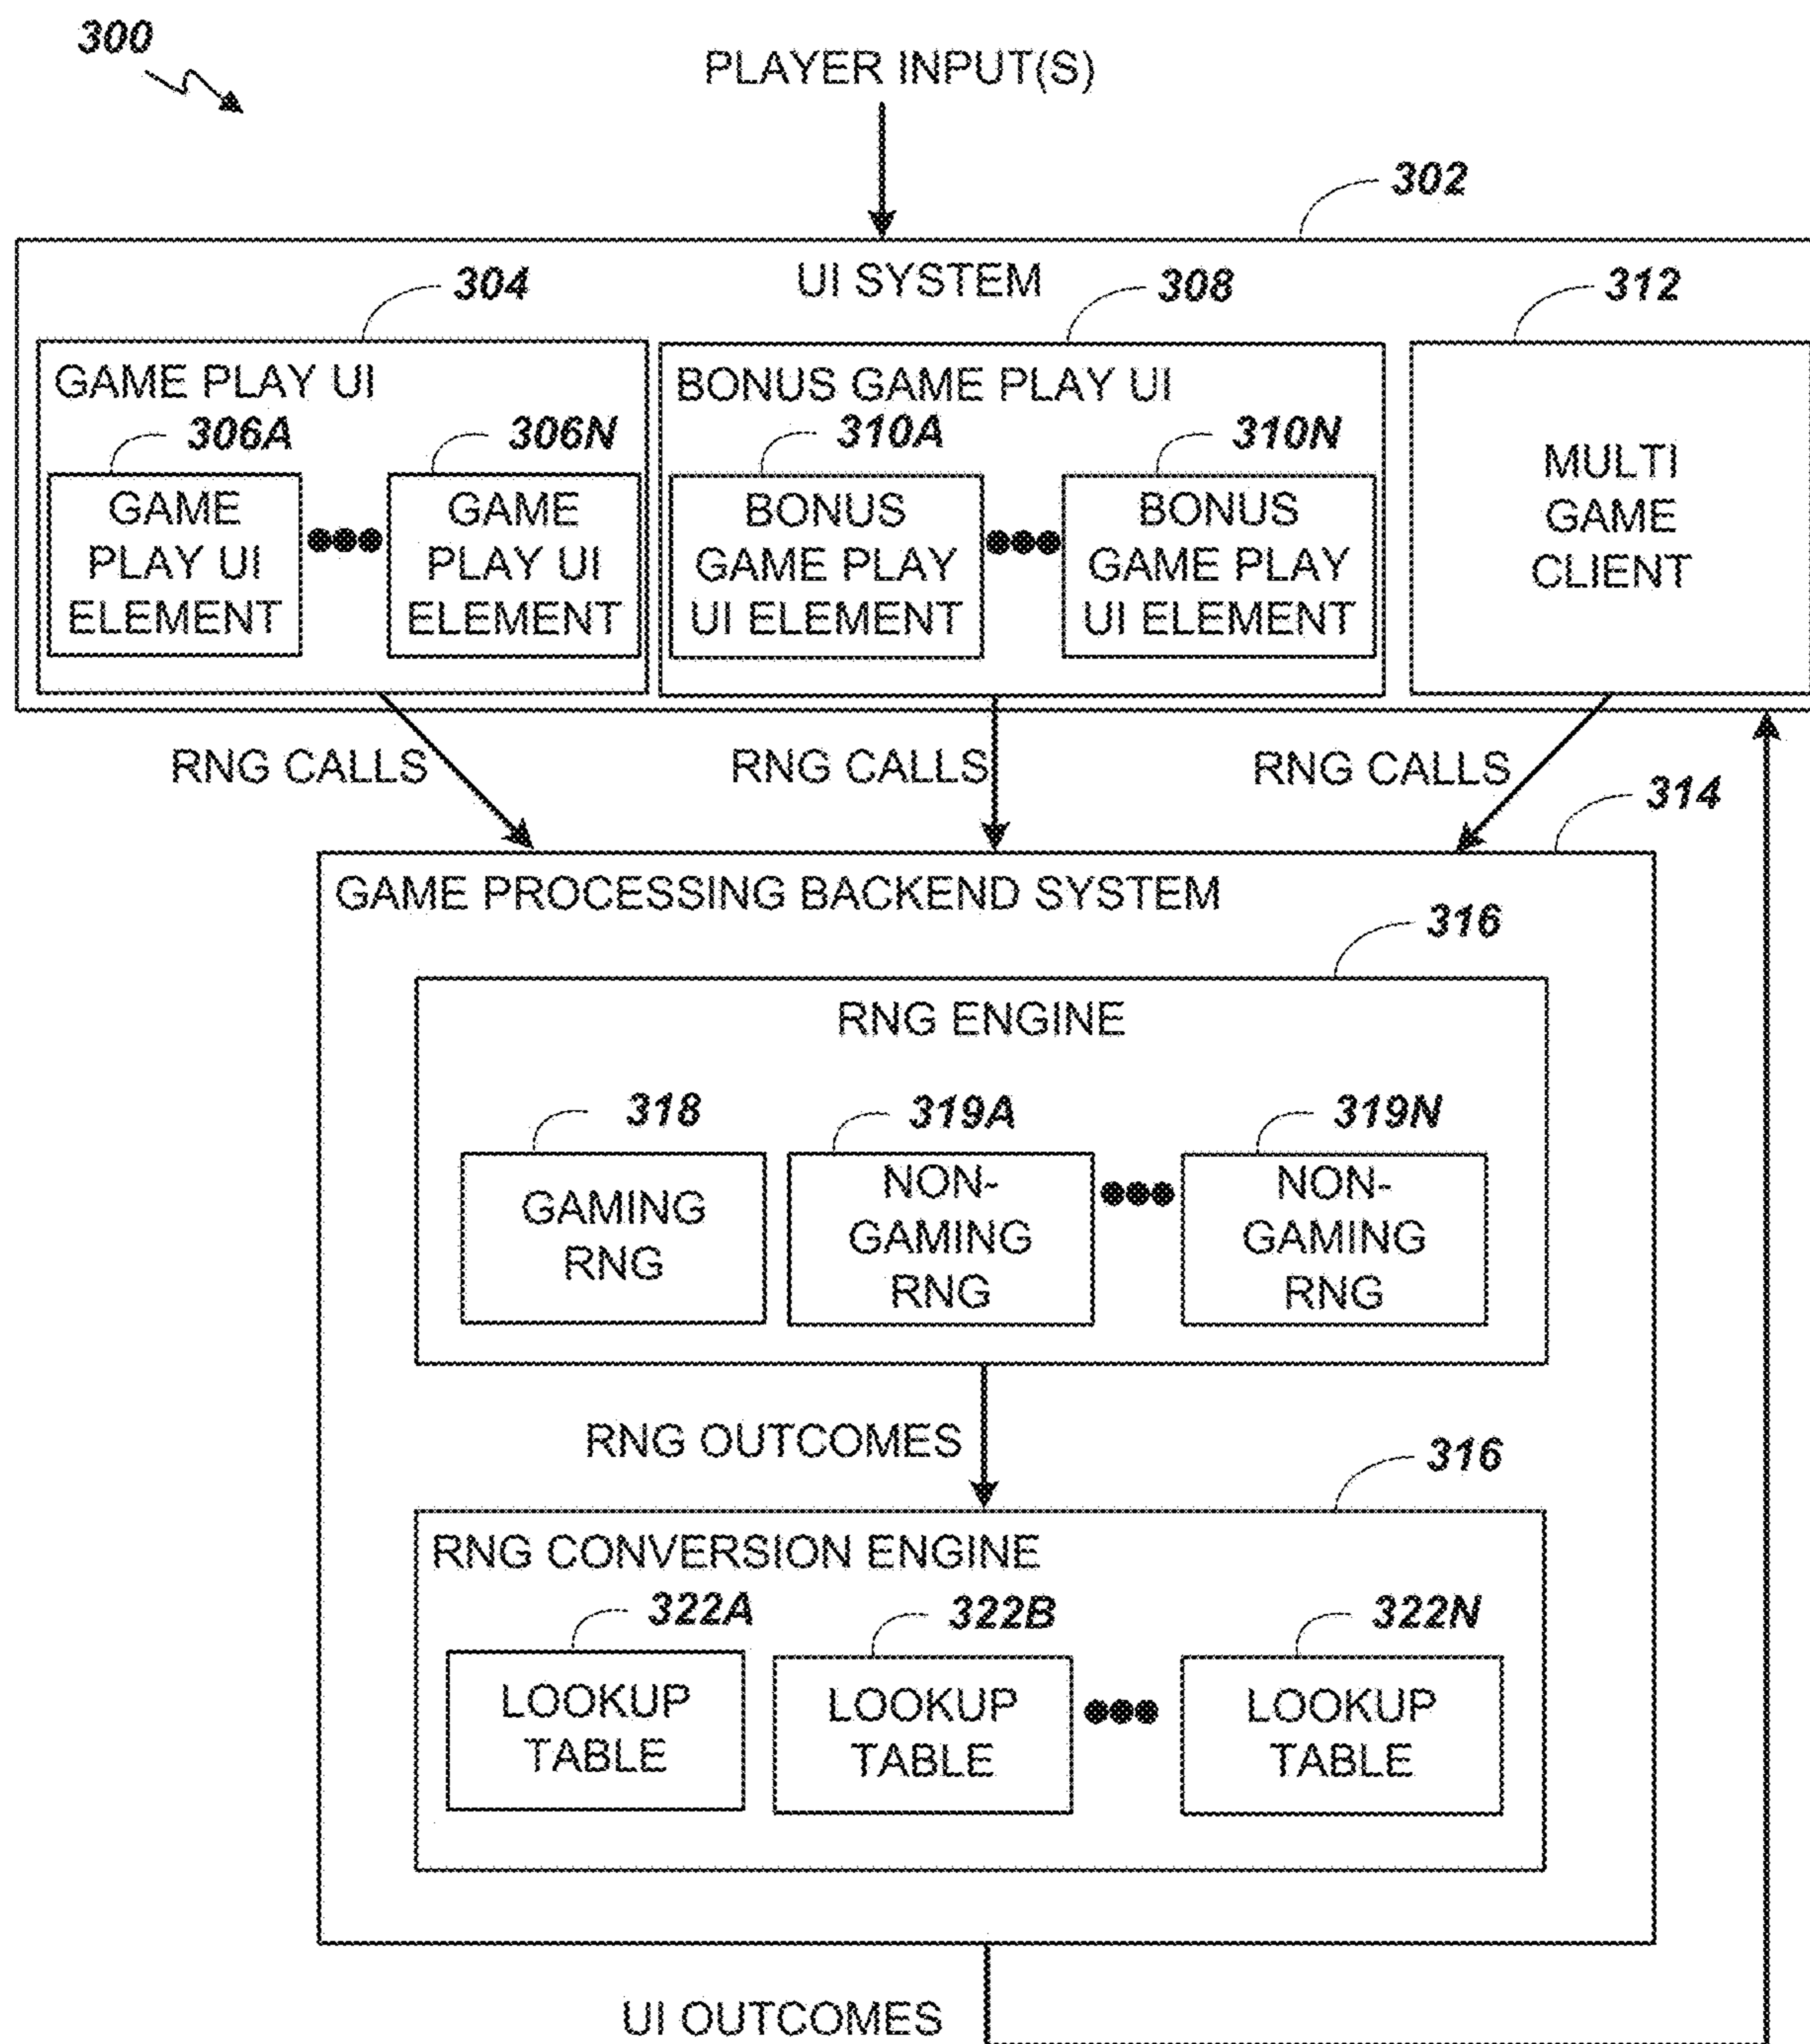 300
PLAYER INPUT(S)
302
UI SYSTEM
304
308
312
GAME PLAY UI
306A
306N
GAME
PLAY UI
ELEMENT
GAME
PLAY UI
ELEMENT
BONUS GAME PLAY UI
310A
310N
BONUS
GAME PLAY
UI ELEMENT
BONUS
GAME PLAY
UI ELEMENT
MULTI
GAME
CLIENT
RNG CALLS
RNG CALLS
RNG CALLS
314
GAME PROCESSING BACKEND SYSTEM
316
RNG ENGINE
318
319A
319N
GAMING
RNG
NON-
GAMING
RNG
NON-
GAMING
RNG
RNG OUTCOMES
316
RNG CONVERSION ENGINE
322A
322B
322N
LOOKUP
TABLE
LOOKUP
TABLE
LOOKUP
TABLE
UI OUTCOMES